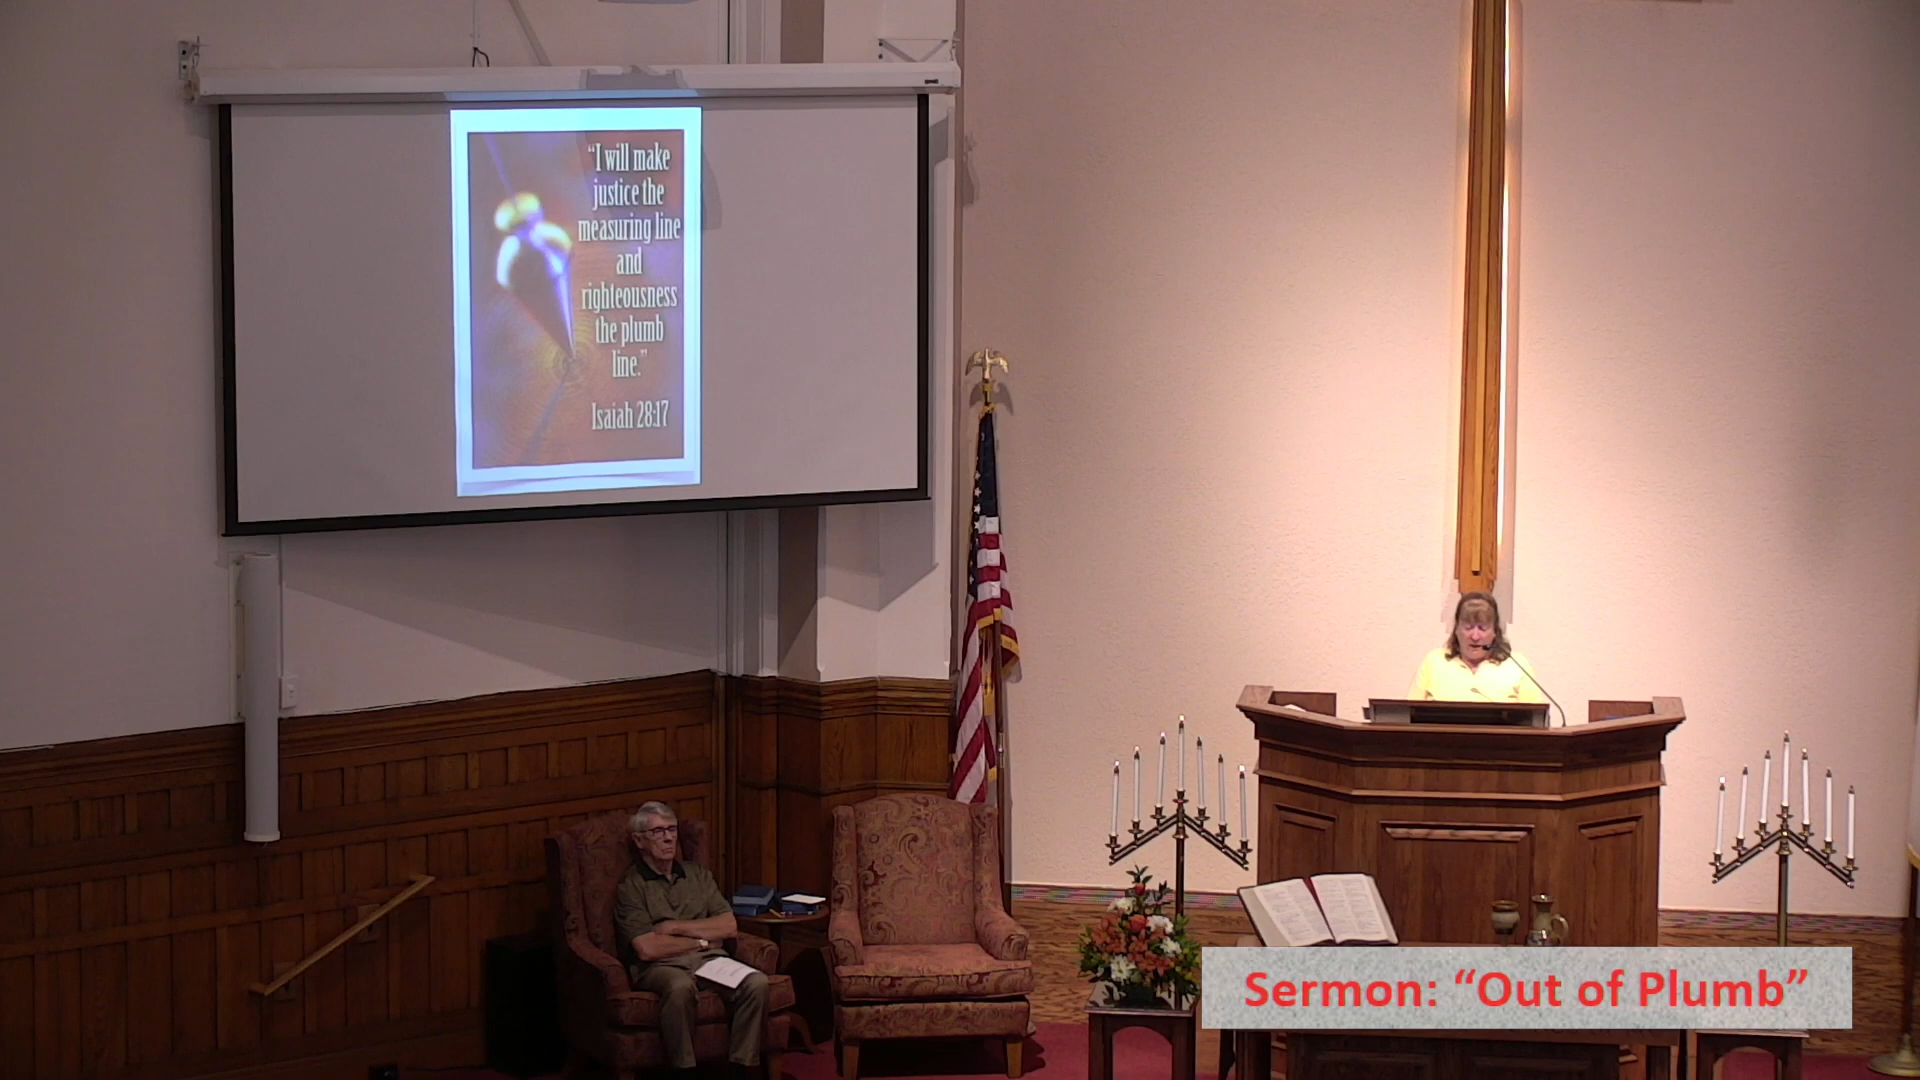 “I will make
justice the
measuring line
and
righteousness
the plumb
line.”
Isaiah 28:17
Sermon: “Out of Plumb”